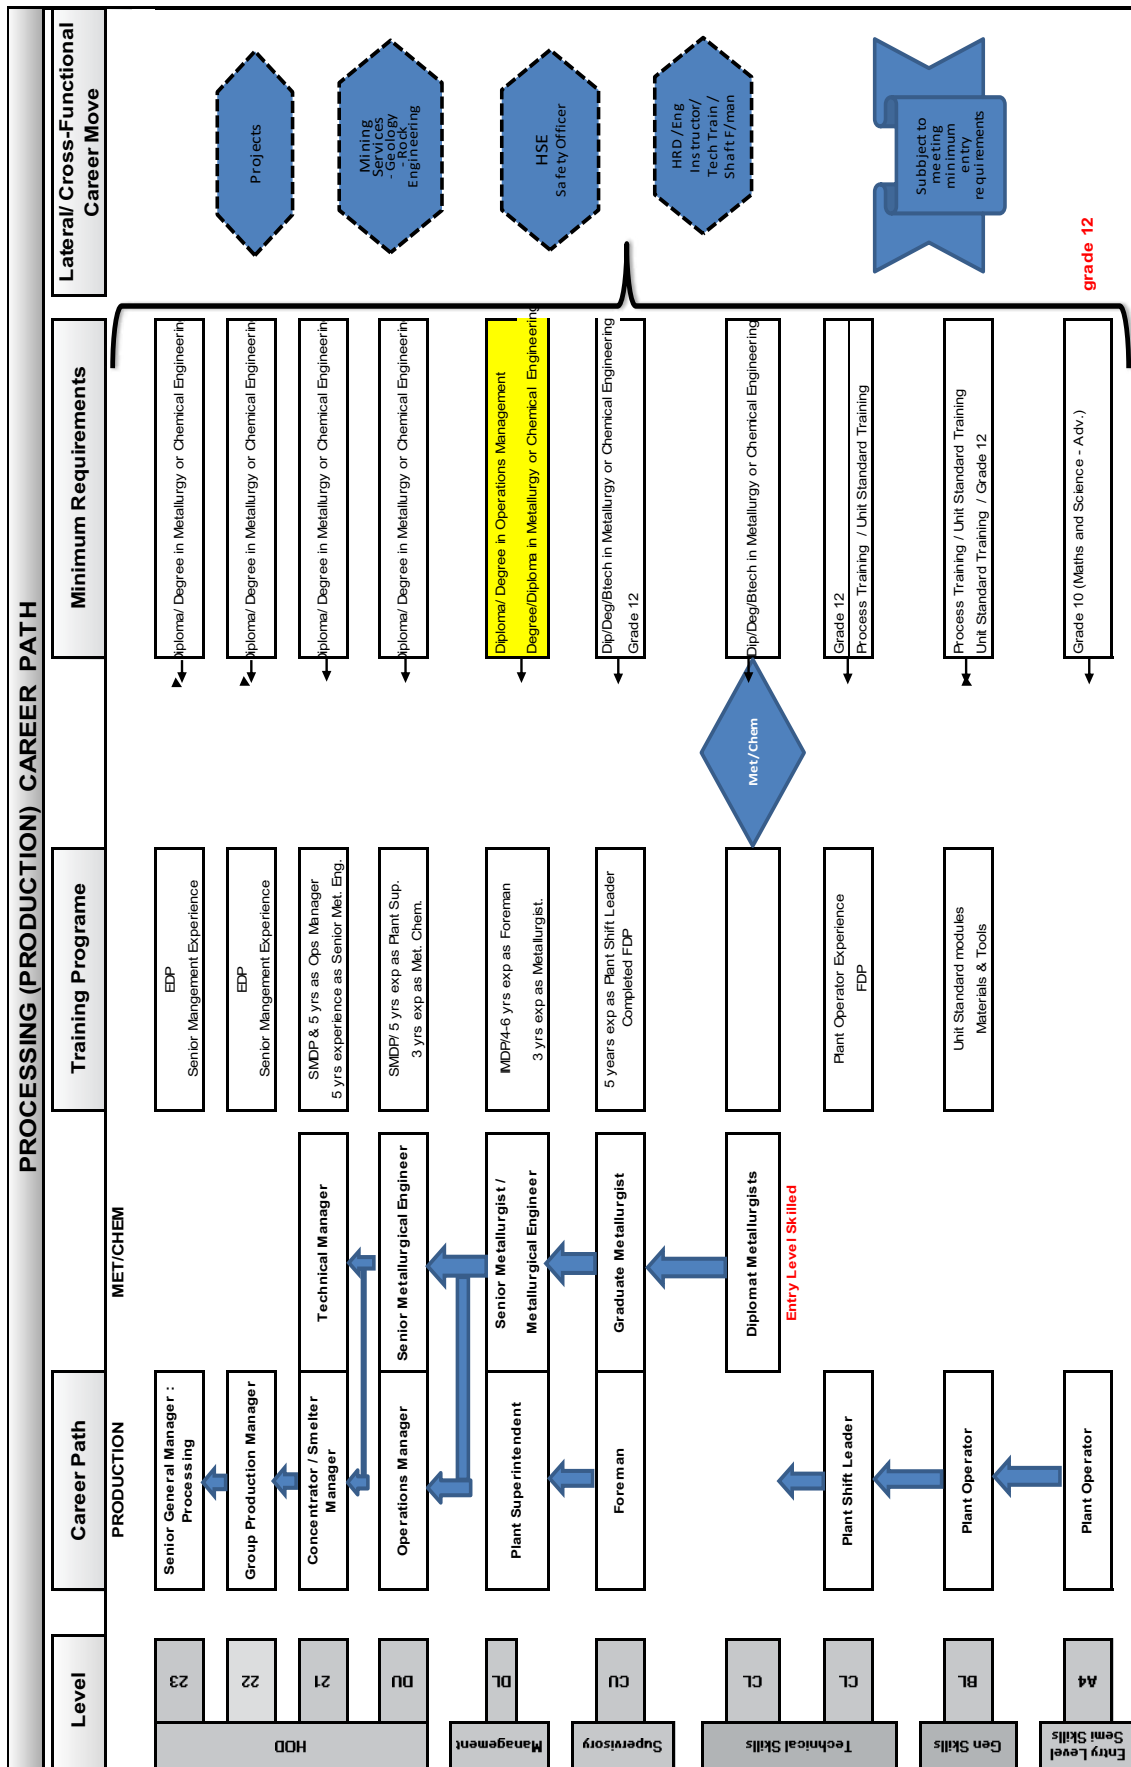 PROCESSING (PRODUCTION) CAREER PATH
Level
Career Path
Training Programe
Minimum Requirements
Lateral/ Cross-Functional
Career Move
PRODUCTION
MET/CHEM
HOD
23
Senior General Manager :
Processing
EDP
Senior Mangement Experience
Diploma/ Degree in Metallurgy or Chemical Engineerin
22
Group Production Manager
EDP
Senior Mangement Experience
Diploma/ Degree in Metallurgy or Chemical Engineerin
21
Concentrator / Smelter
Manager
Technical Manager
SMDP & 5 yrs as Ops Manager
5 yrs experience as Senior Met. Eng.
Diploma/ Degree in Metallurgy or Chemical Engineerin
DU
Operations Manager
Senior Metallurgical Engineer
SMDP/ 5 yrs exp as Plant Sup.
3 yrs exp as Met. Chem.
Diploma/ Degree in Metallurgy or Chemical Engineerin
Management
DL
Plant Superintendent
Senior Metallurgist /
Metallurgical Engineer
MDP/4-6 yrs exp as Foreman
3 yrs exp as Metallurgist.
Diploma/ Degree in Operations Management
Degree/Diploma in Metallurgy or Chemical Engineering
Supervisory
CU
Foreman
Graduate Metallurgist
5 years exp as Plant Shift Leader
Completed FDP
Dip/Deg/Btech in Metallurgy or Chemical Engineering
Grade 12
Technical Skills
CL
Diplomat Metallurgists
Entry Level Skilled
Met/Chem
Dip/Deg/Btech in Metallurgy or Chemical Engineering
CL
Plant Shift Leader
Plant Operator Experience
FDP
Grade 12
Process Training / Unit Standard Training
Gen Skills
BL
Plant Operator
Unit Standard modules
Materials & Tools
Process Training / Unit Standard Training
Unit Standard Training / Grade 12
Entry Level
Semi Skills
A4
Plant Operator
Grade 10 (Maths and Science - Adv.)
grade 12
Projects
Mining
Services
- Geology
- Rock
Engineering
HSE
Safety Officer
HRD /Eng
Instructor/
Tech Train /
Shaft F/man
Subbject to
meeting
minimum
entry
requirements